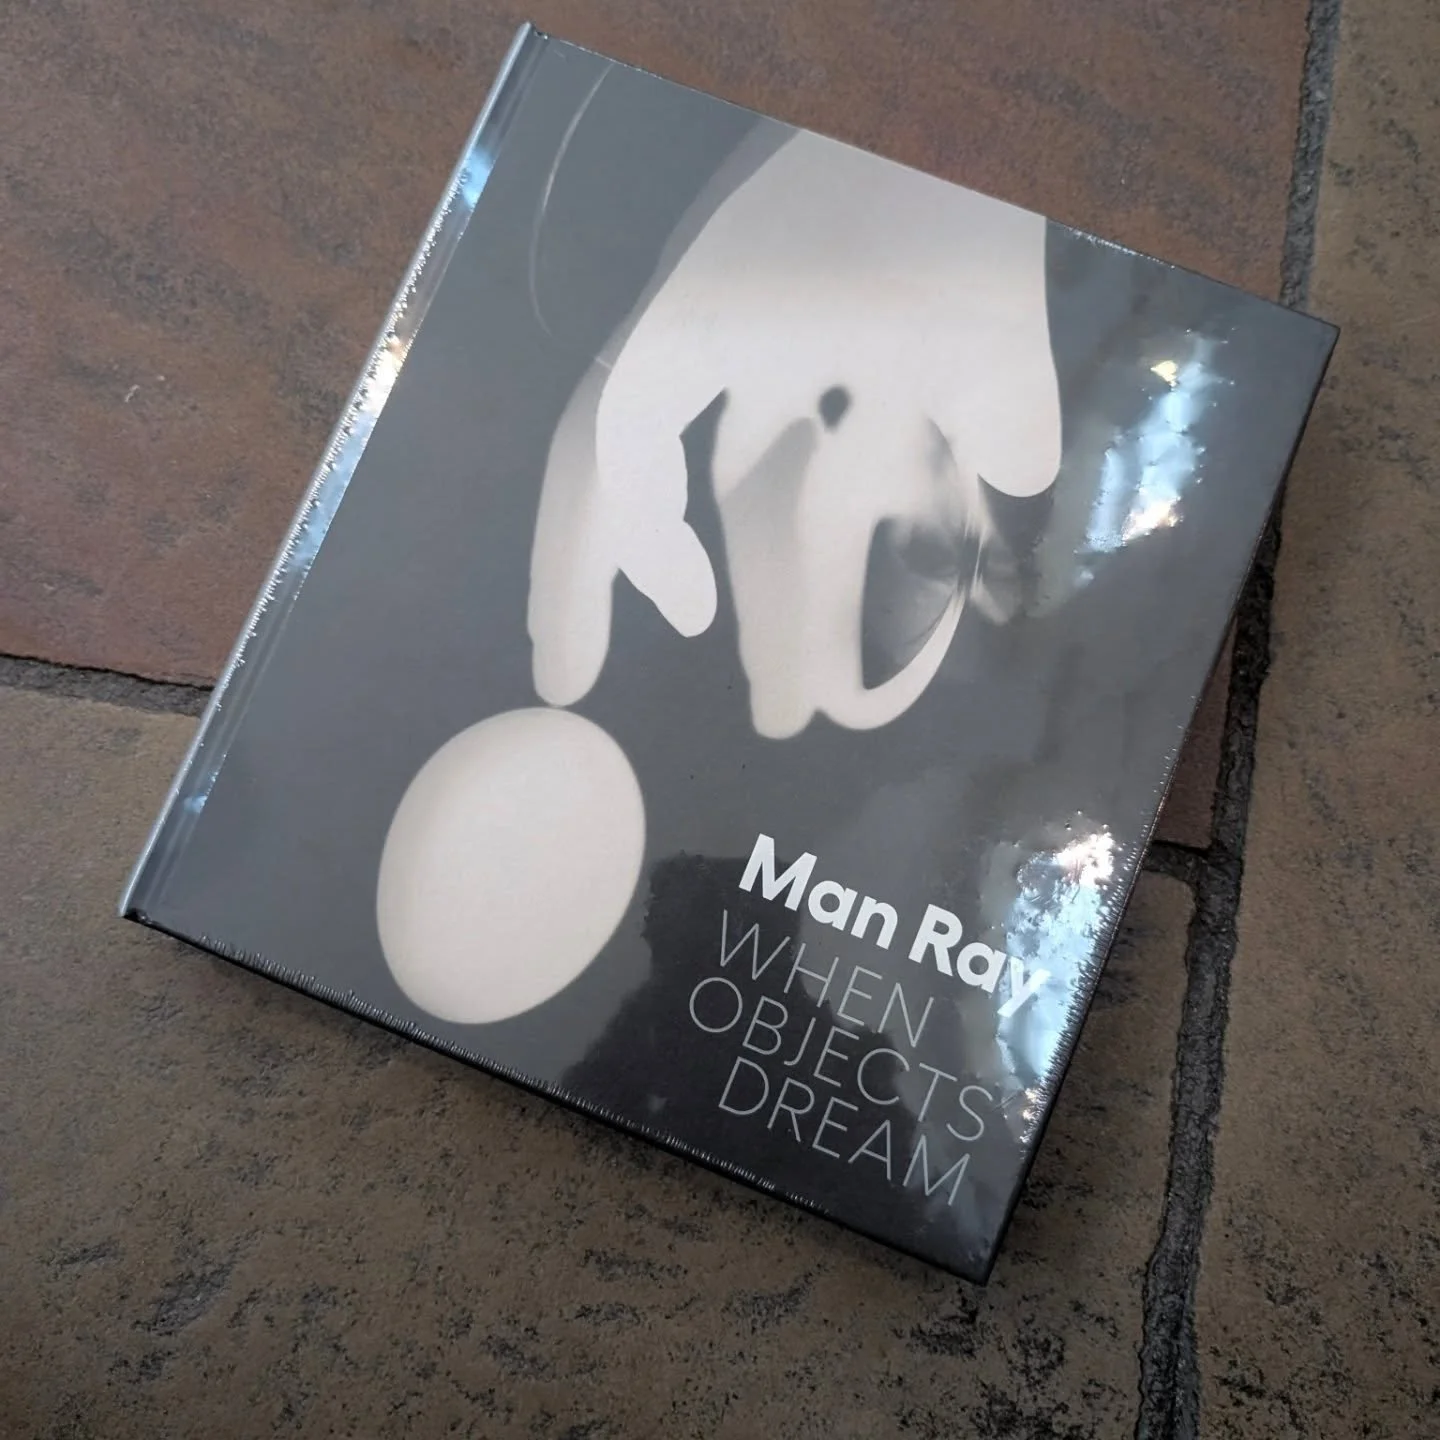 Man Ray
WHEN
OBJECTS
DREAM